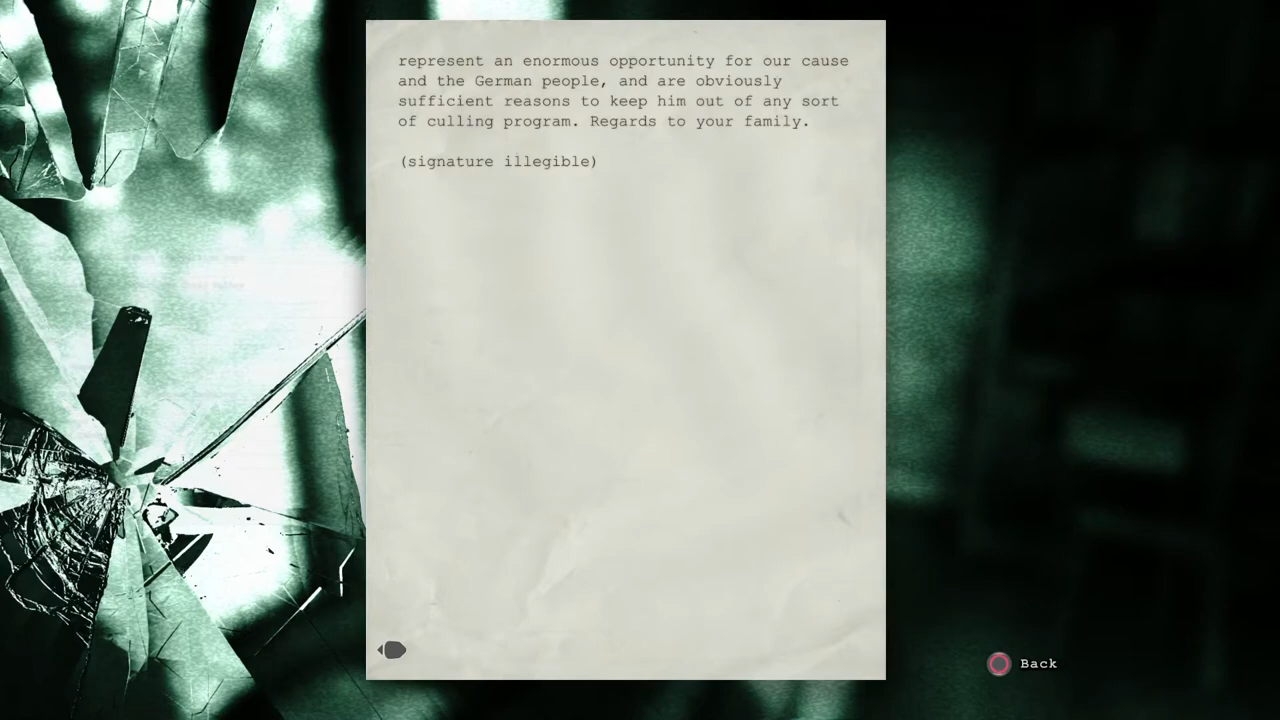 represent an enormous opportunity for our cause
and the German people, and are obviously
sufficient reasons to keep him out of any sort
of culling program. Regards to your family.
(signature illegible)
Back